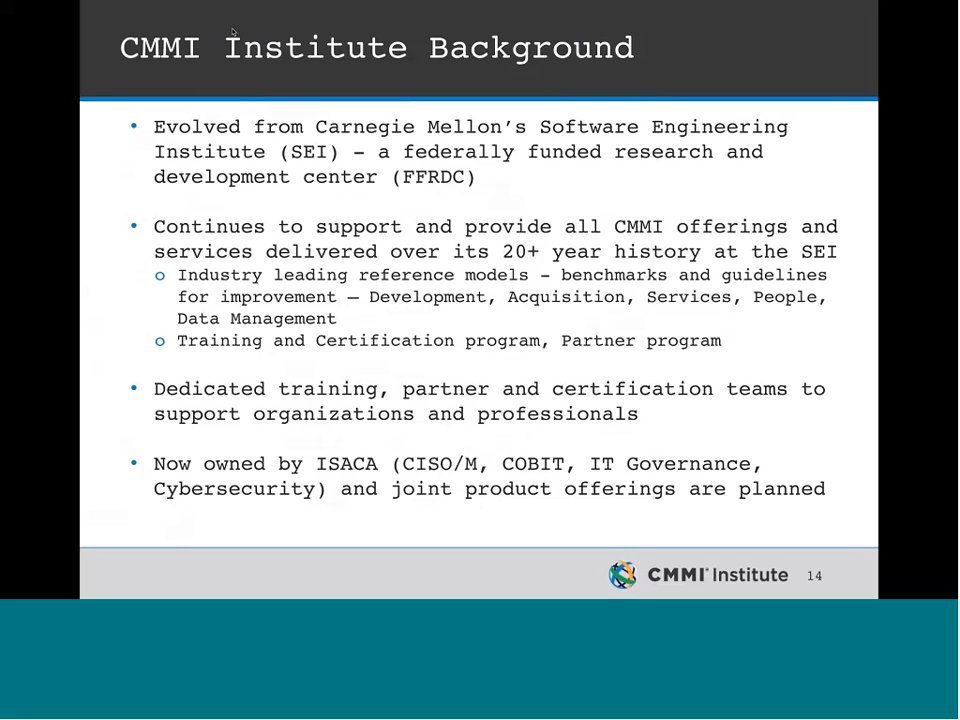 CMMI Institute Background
• Evolved from Carnegie Mellon's Software Engineering
Institute (SEI) – a federally funded research and
development center (FFRDC)
• Continues to support and provide all CMMI offerings and
services delivered over its 20+ year history at the SEI
o Industry leading reference models - benchmarks and guidelines
for improvement — Development, Acquisition, Services, People,
Data Management
o Training and Certification program, Partner program
• Dedicated training, partner and certification teams to
support organizations and professionals
• Now owned by ISACA (CISO/M, COBIT, IT Governance,
Cybersecurity) and joint product offerings are planned
CMMI® Institute 14